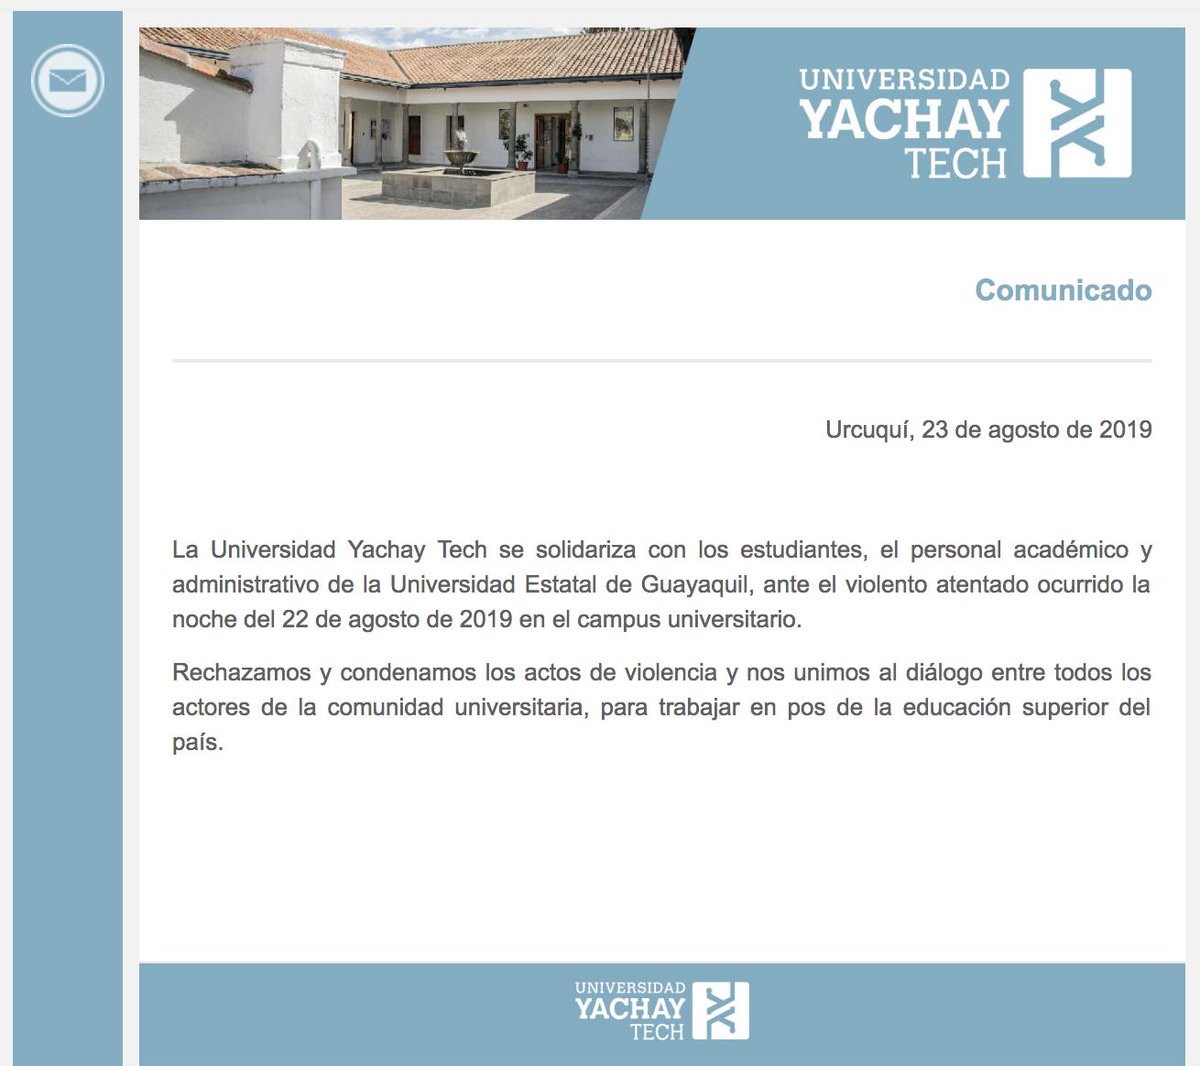 UNIVERSIDAD
YACHAY
TECH
Comunicado
Urcuquí, 23 de agosto de 2019
La Universidad Yachay Tech se solidariza con los estudiantes, el personal académico y
administrativo de la Universidad Estatal de Guayaquil, ante el violento atentado ocurrido la
noche del 22 de agosto de 2019 en el campus universitario.
Rechazamos y condenamos los actos de violencia y nos unimos al diálogo entre todos los
actores de la comunidad universitaria, para trabajar en pos de la educación superior del
país.
UNIVERSIDAD
YACHAY
TECH